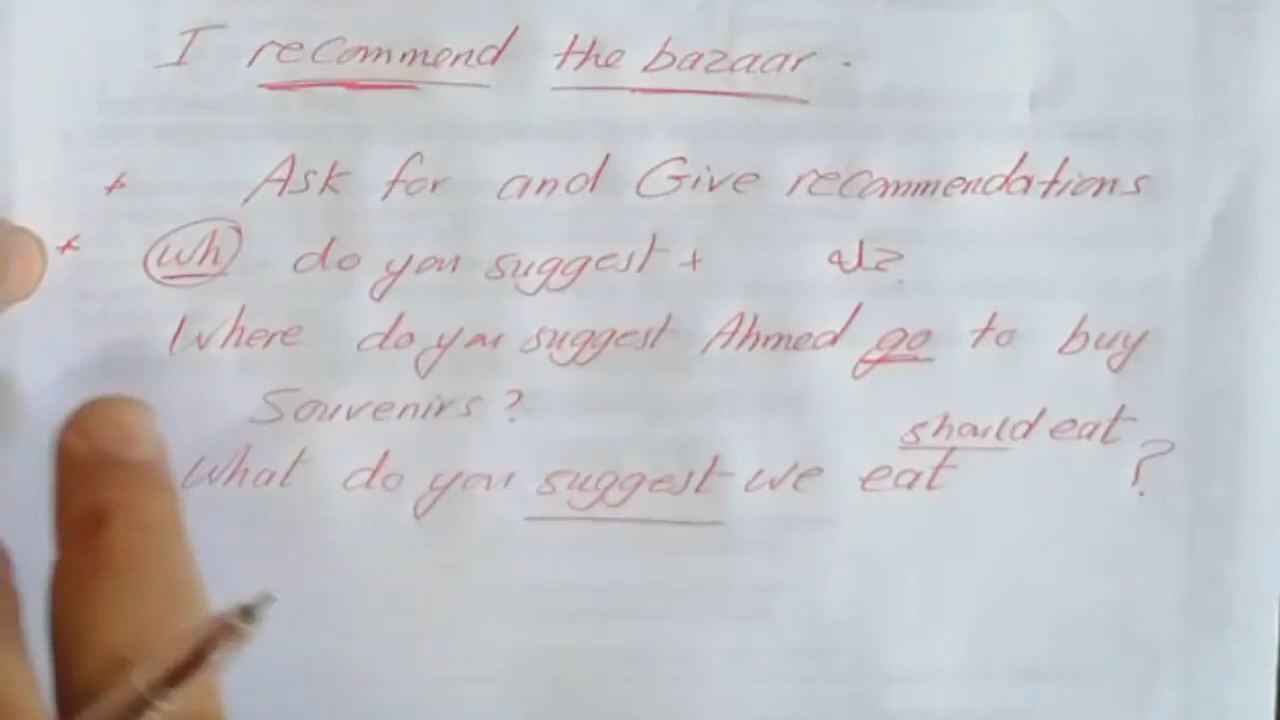 I recommend the bazaar.
+ Ask for and Give recommendations
+ wh do you suggest +
Where do you suggest Ahmed go to buy
Souvenirs?
should eat
What do you suggest we eat ?